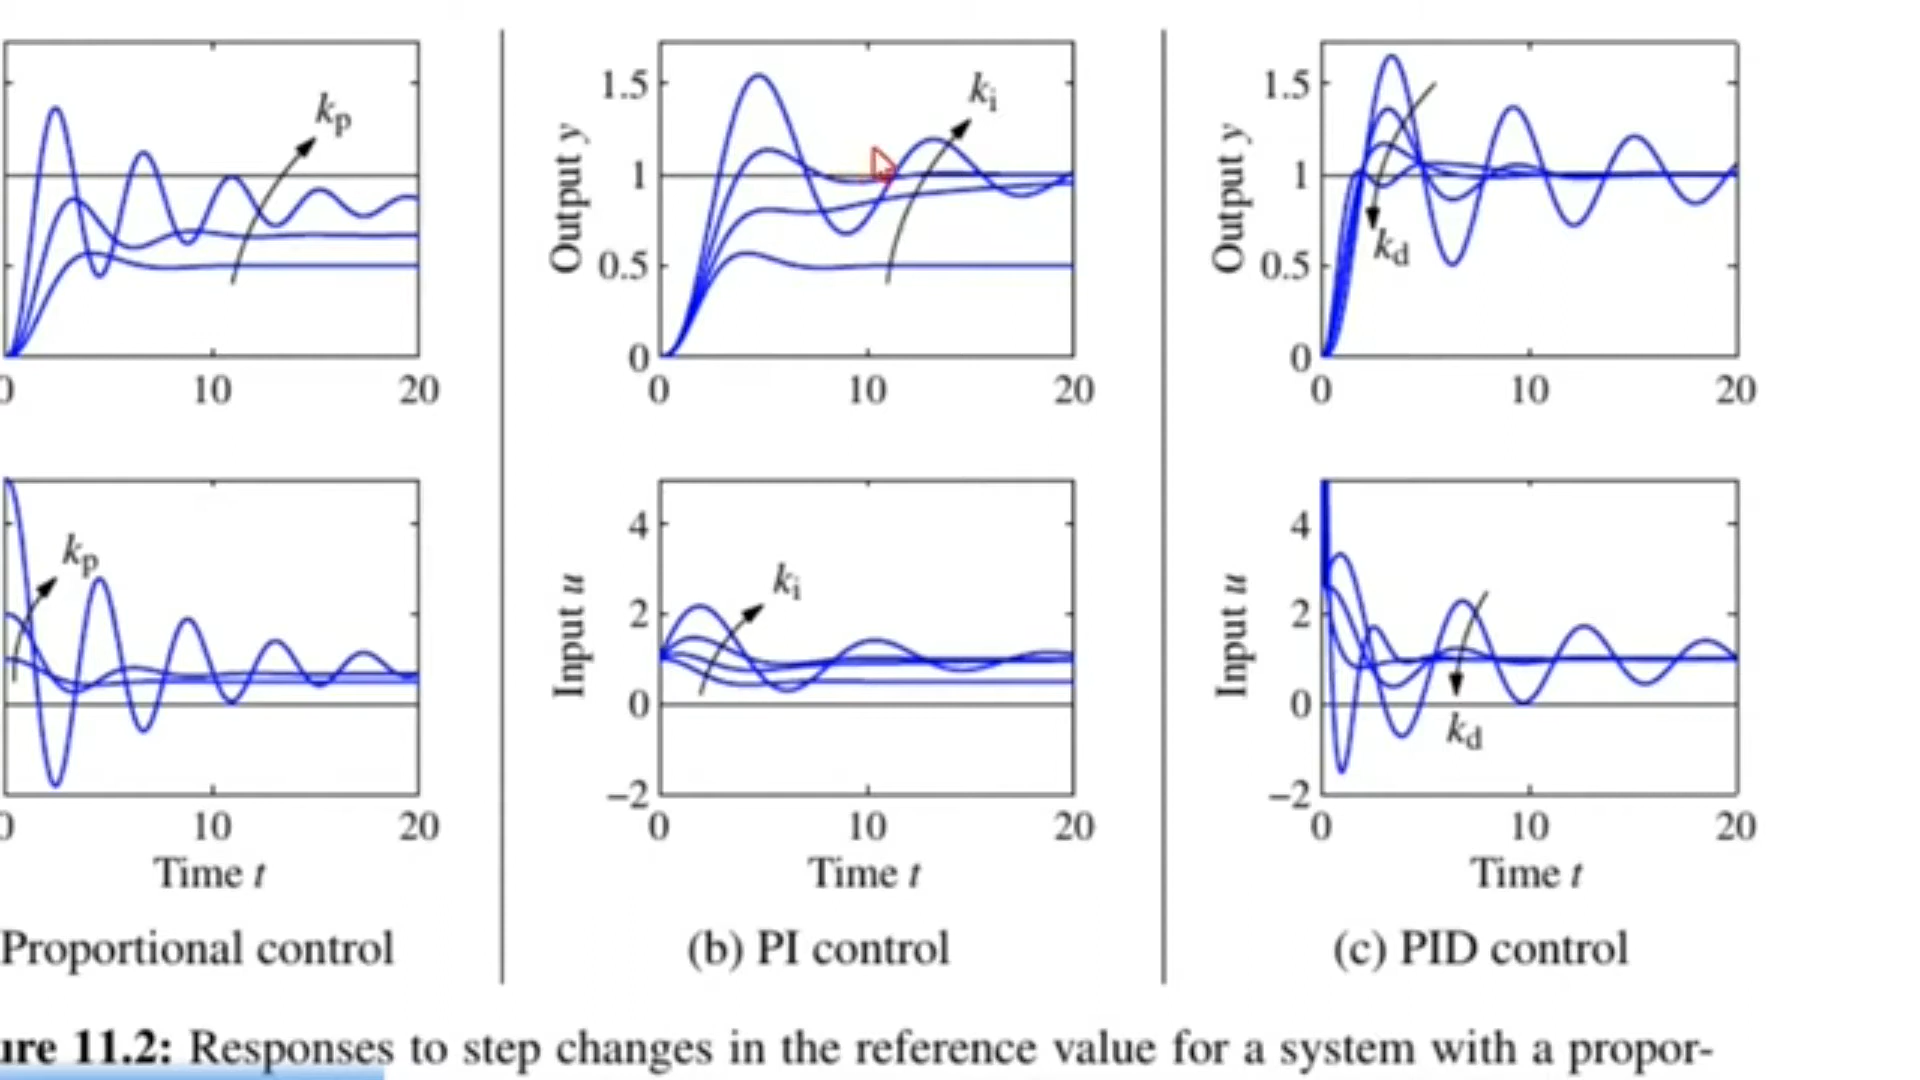 kp
0
10
20
kp
0
10
20
Time t
Proportional control
Output y
1.5
1
0.5
0
ki
0
10
20
Input u
4
2
0
−2
ki
0
10
20
Time t
(b) PI control
Output y
1.5
1
0.5
0
kd
0
10
20
Input u
4
2
0
−2
kd
0
10
20
Time t
(c) PID control
ure 11.2: Responses to step changes in the reference value for a system with a propor-